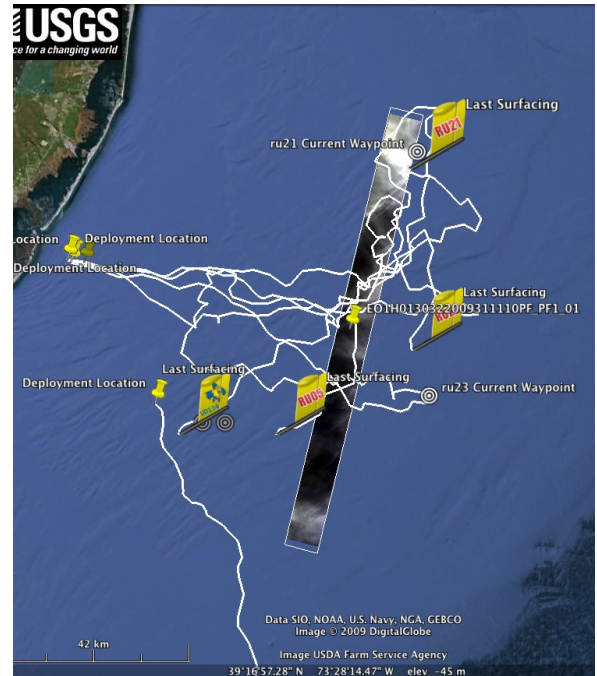 USGS
ce for a changing world
Last Surfacing
RU21
ru21 Current Waypoint
Location
Deployment Location
Deployment Location
Last Surfacing
EO1H0130322009311110PF_PF1_01
Last Surfacing
Last Surfacing
Deployment Location
RU05
ru23 Current Waypoint
Data SIO, NOAA, U.S. Navy, NGA, GEBCO
Image © 2009 DigitalGlobe
42 km
Image USDA Farm Service Agency
39°16'57.28" N 73°28'14.47" W elev -45 m